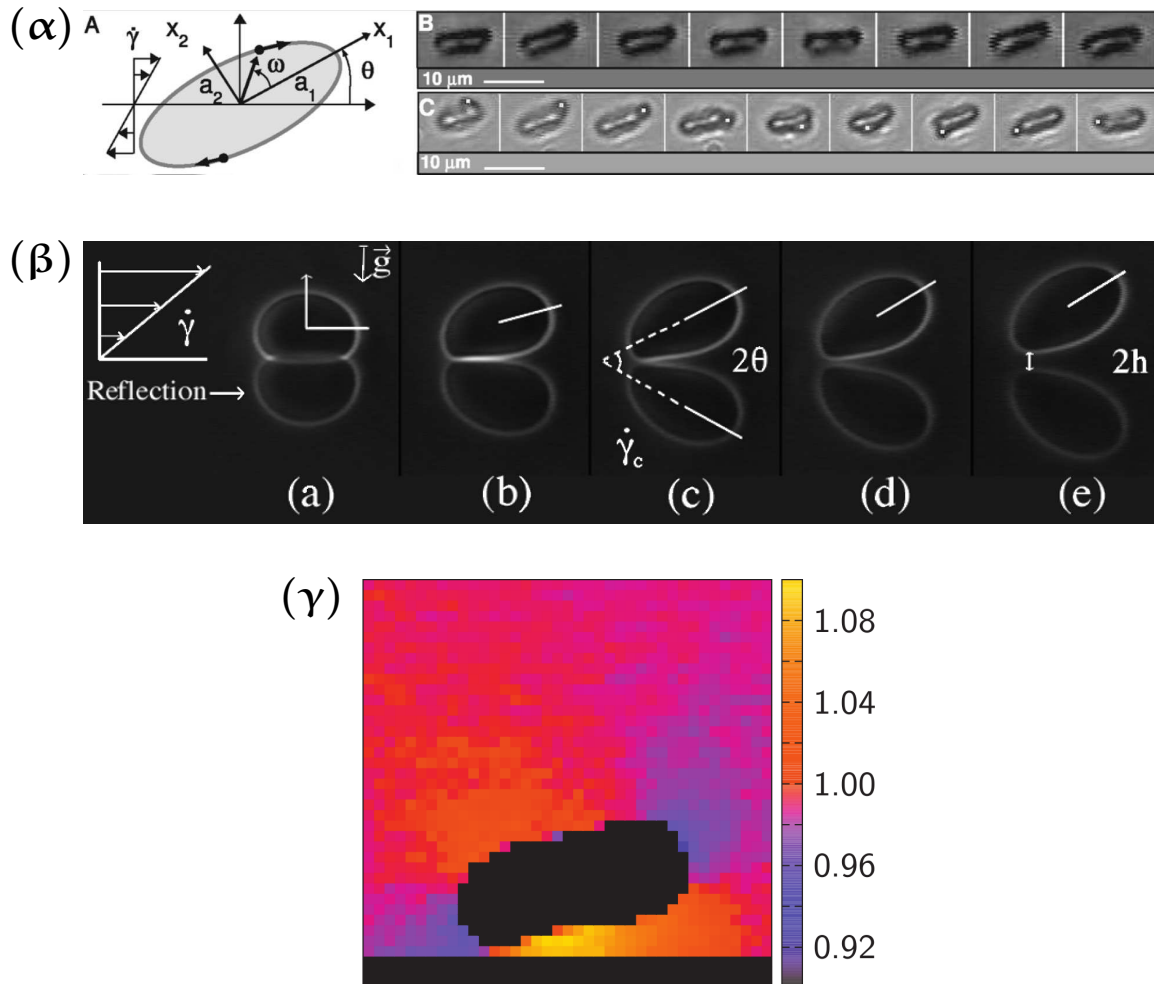 (α)
A
γ̇
x₂
x₁
ω
θ
a₂
a₁
B
10 μm
C
10 μm
(β)
γ̇
g⃗
Reflection
2θ
γ̇c
2h
(a)
(b)
(c)
(d)
(e)
(γ)
1.08
1.04
1.00
0.96
0.92